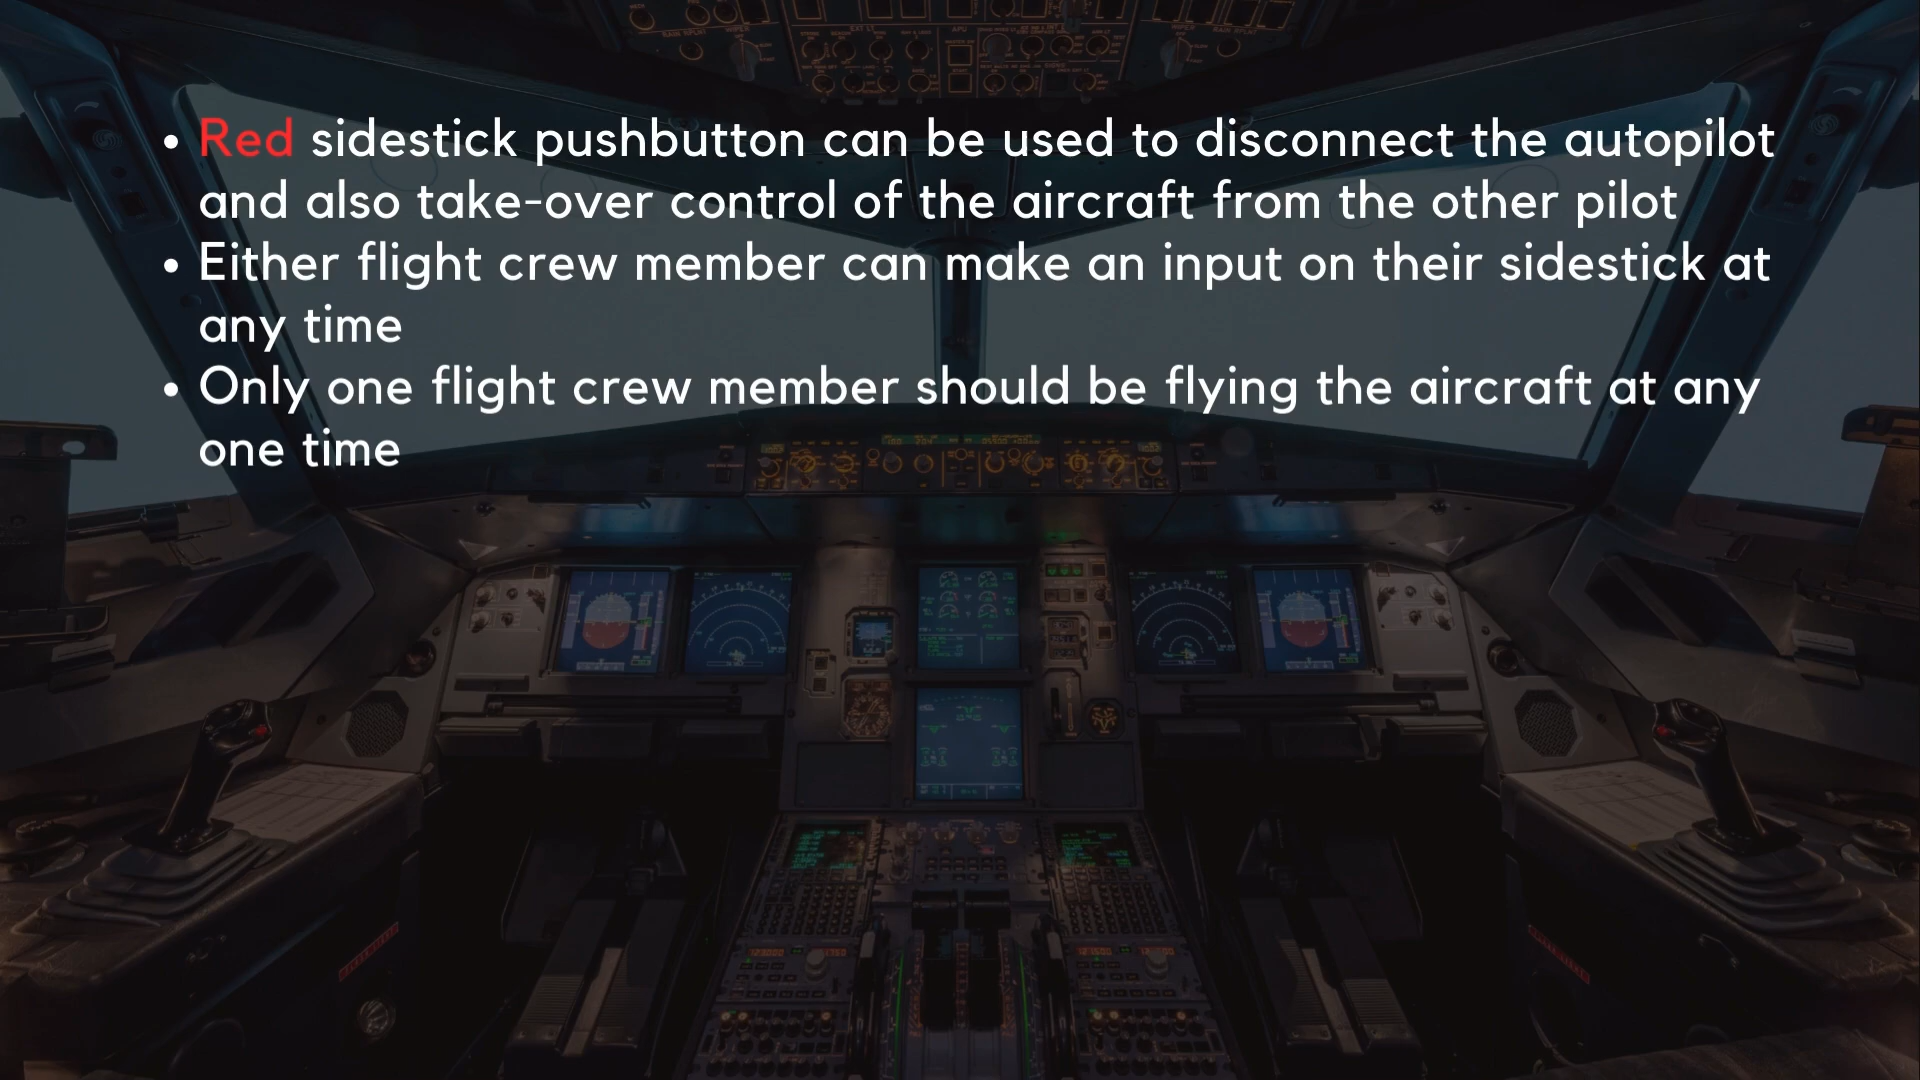 • Red sidestick pushbutton can be used to disconnect the autopilot
and also take-over control of the aircraft from the other pilot
• Either flight crew member can make an input on their sidestick at
any time
• Only one flight crew member should be flying the aircraft at any
one time